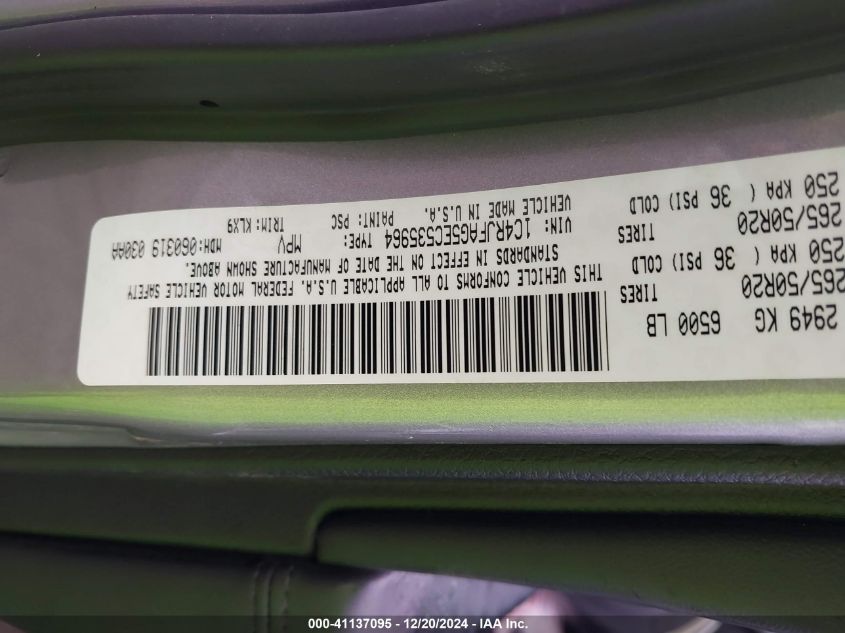 2949 KG 6500 LB
265/50R20 TIRES
250 KPA ( 36 PSI) COLD
265/50R20 TIRES
250 KPA ( 36 PSI) COLD
THIS VEHICLE CONFORMS TO ALL APPLICABLE U.S.A. FEDERAL MOTOR VEHICLE SAFETY
STANDARDS IN EFFECT ON THE DATE OF MANUFACTURE SHOWN ABOVE.
VIN: 1C4RJFAG5EC535964 TYPE: MPV MDH:060319 030AA
VEHICLE MADE IN U.S.A. PAINT: PSC TRIM: KLX9
000-41137095 - 12/20/2024 - IAA Inc.